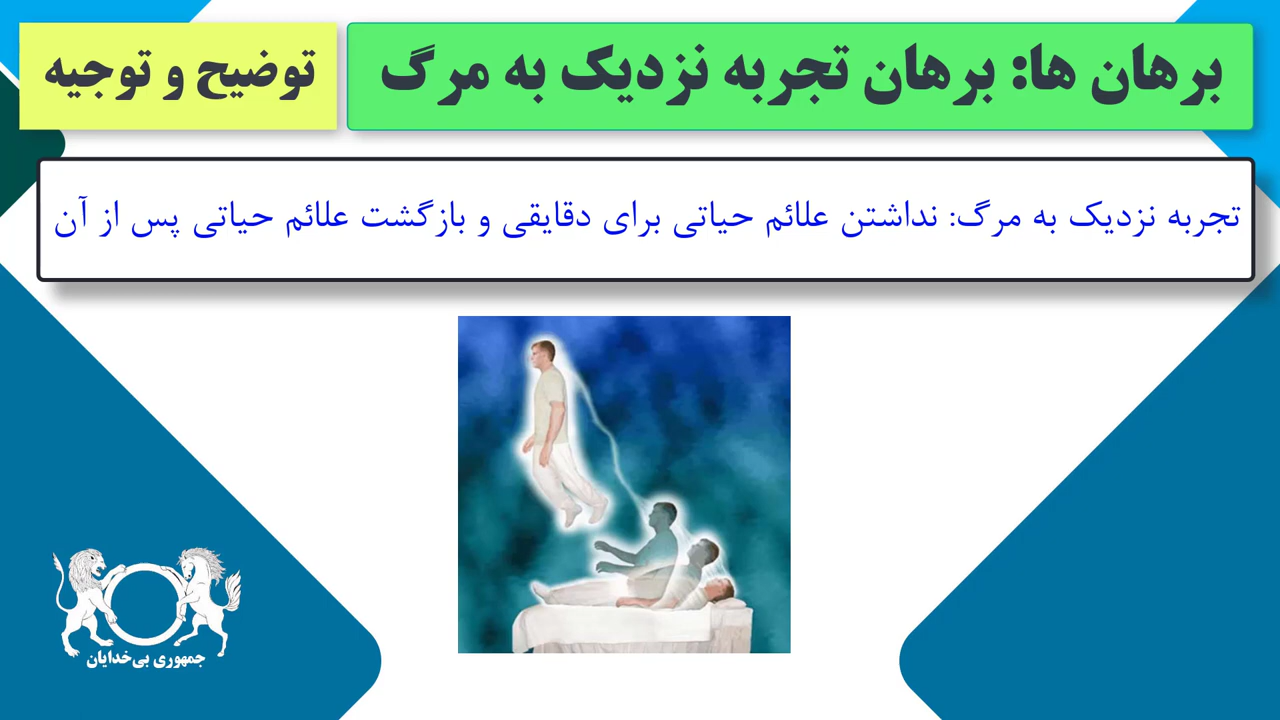 برهان ها: برهان تجربه نزدیک به مرگ
توضیح و توجیه
تجربه نزدیک به مرگ: نداشتن علائم حیاتی برای دقایقی و بازگشت علائم حیاتی پس از آن
جمهوری بی‌خدایان